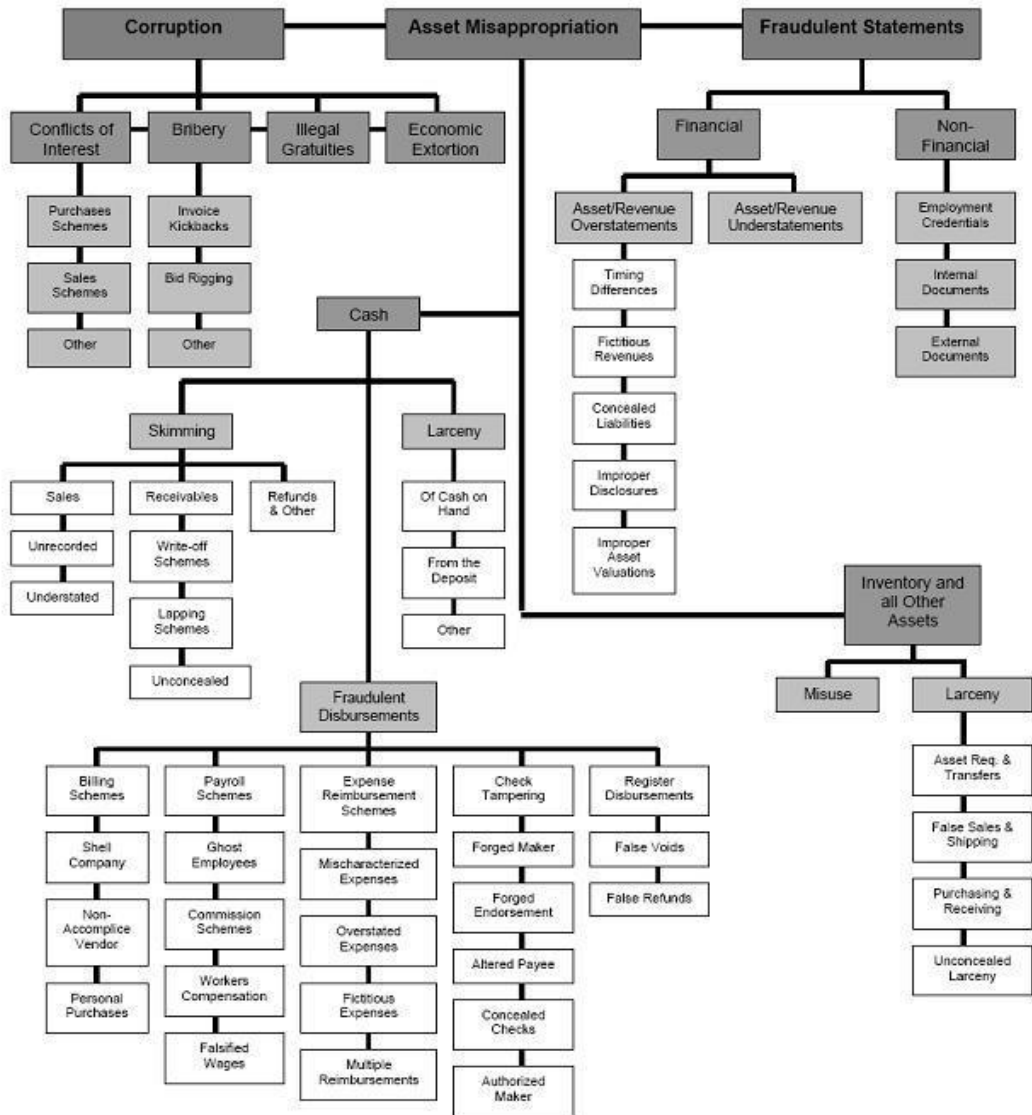 Corruption
Asset Misappropriation
Fraudulent Statements
Conflicts of
Interest
Bribery
Illegal
Gratuities
Economic
Extortion
Financial
Non-
Financial
Purchases
Schemes
Sales
Schemes
Other
Invoice
Kickbacks
Bid Rigging
Other
Asset/Revenue
Overstatements
Asset/Revenue
Understatements
Employment
Credentials
Internal
Documents
External
Documents
Timing
Differences
Fictitious
Revenues
Concealed
Liabilities
Improper
Disclosures
Improper
Asset
Valuations
Cash
Skimming
Larceny
Sales
Unrecorded
Understated
Receivables
Write-off
Schemes
Lapping
Schemes
Unconcealed
Refunds
& Other
Of Cash on
Hand
From the
Deposit
Other
Inventory and
all Other
Assets
Misuse
Larceny
Asset Req. &
Transfers
False Sales &
Shipping
Purchasing &
Receiving
Unconcealed
Larceny
Fraudulent
Disbursements
Billing
Schemes
Shell
Company
Non-
Accomplice
Vendor
Personal
Purchases
Payroll
Schemes
Ghost
Employees
Commission
Schemes
Workers
Compensation
Falsified
Wages
Expense
Reimbursement
Schemes
Mischaracterized
Expenses
Overstated
Expenses
Fictitious
Expenses
Multiple
Reimbursements
Check
Tampering
Forged Maker
Forged
Endorsement
Altered Payee
Concealed
Checks
Authorized
Maker
Register
Disbursements
False Voids
False Refunds